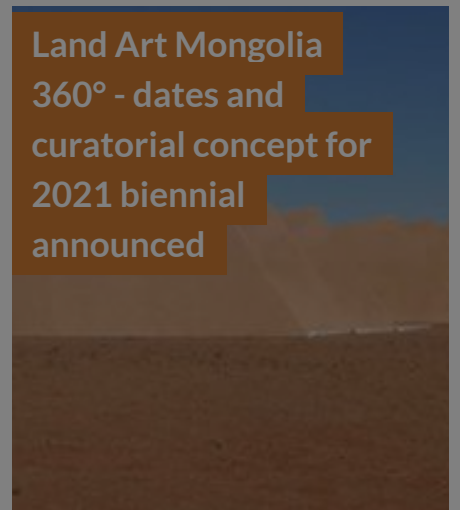 Land Art Mongolia
360° - dates and
curatorial concept for
2021 biennial
announced